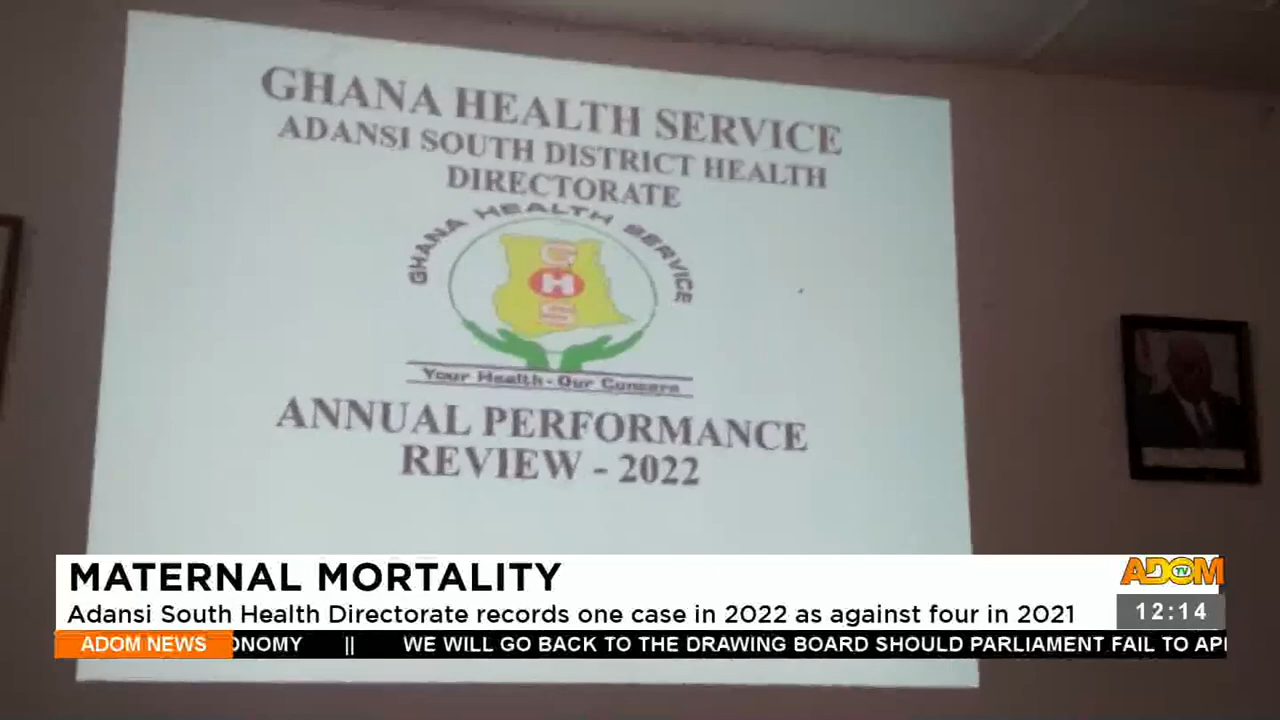 GHANA HEALTH SERVICE
ADANSI SOUTH DISTRICT HEALTH
DIRECTORATE
GHANA HEALTH SERVICE
G
H
S
Your Health - Our Concern
ANNUAL PERFORMANCE
REVIEW - 2022
MATERNAL MORTALITY
ADOM
TV
Adansi South Health Directorate records one case in 2022 as against four in 2021
12:14
ADOM NEWS
ONOMY || WE WILL GO BACK TO THE DRAWING BOARD SHOULD PARLIAMENT FAIL TO AP